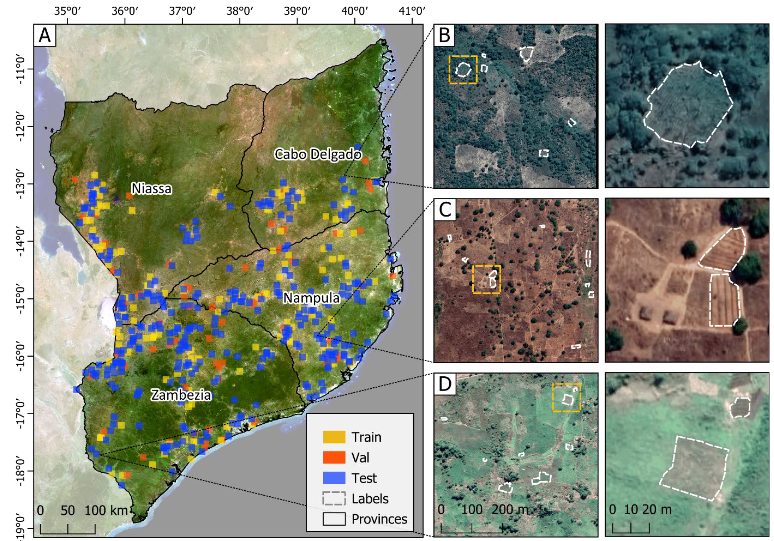 35°0' 36°0' 37°0' 38°0' 39°0' 40°0' 41°0'
A
B
-11°0'
-12°0'
Cabo Delgado
-13°0'
Niassa
C
-14°0'
-15°0'
Nampula
-16°0'
D
Zambezia
-17°0'
Train
Val
-18°0'
Test
Labels
0 50 100 km
Provinces
0 100 200 m
0 10 20 m
-19°0'